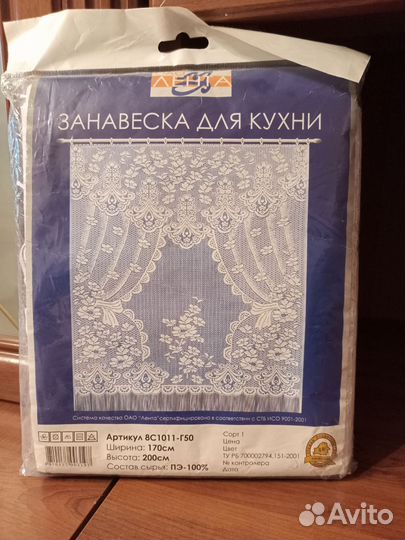 ЛЕНТА
ЗАНАВЕСКА ДЛЯ КУХНИ
Система качества ОАО "Лента" сертифицирована в соответствии с СТБ ИСО 9001-2001
Артикул 8С1011-Г50
Ширина: 170см
Высота: 200см
Состав сырья: ПЭ-100%
Сорт I
Цена
Цвет
ТУ РБ 700002794.151-2001
№ контролера
Дата
Avito